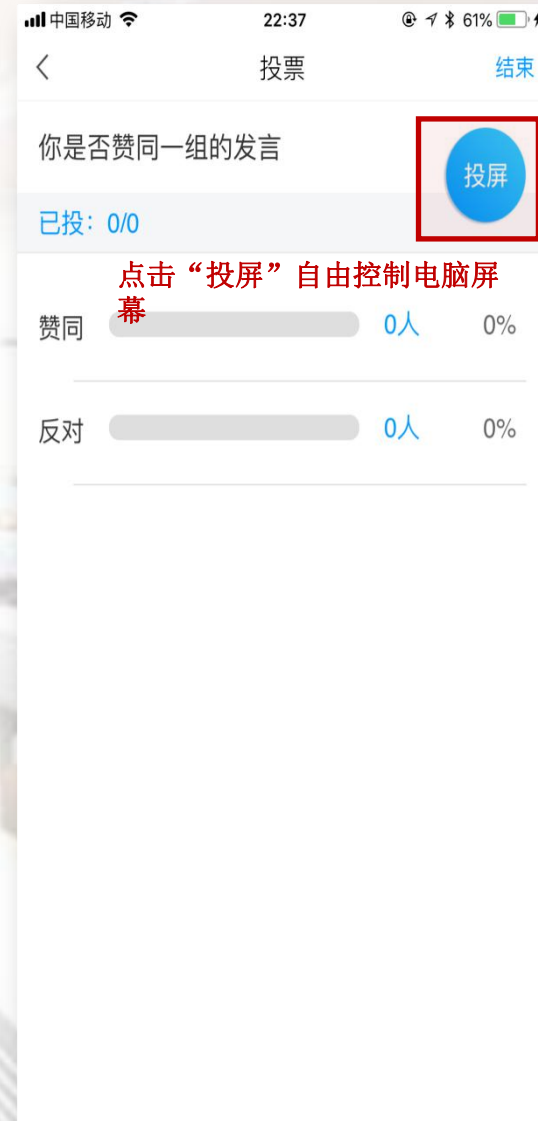 中国移动 22:37 61%
投票 结束
你是否赞同一组的发言
投屏
已投：0/0
点击“投屏”自由控制电脑屏
幕
赞同 0人 0%
反对 0人 0%